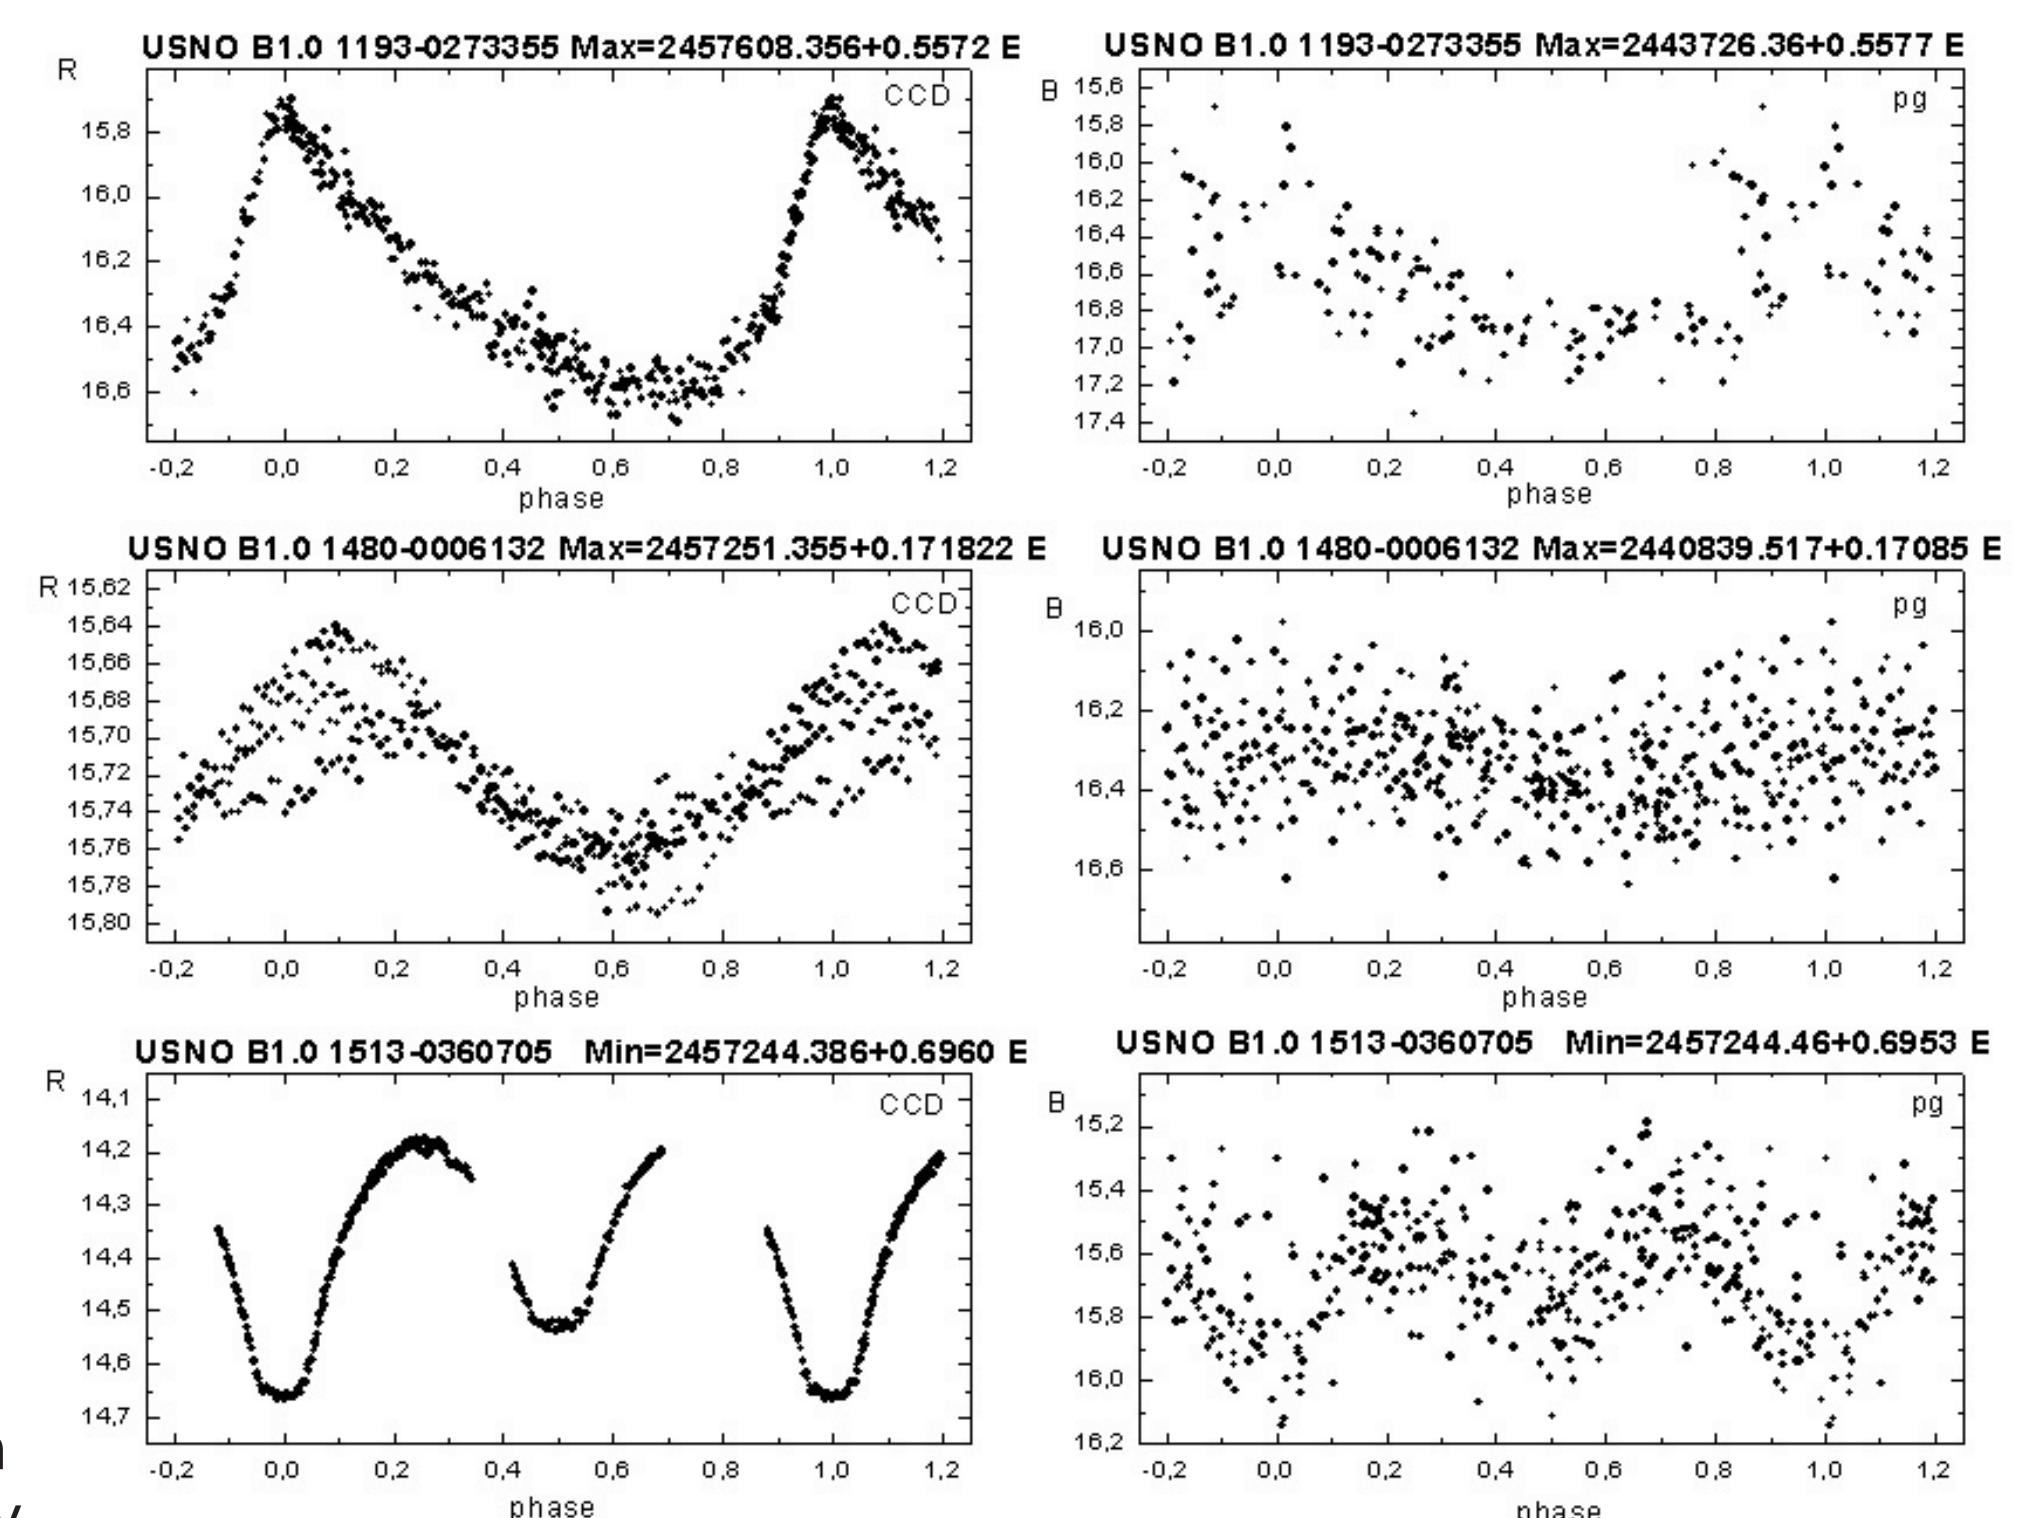 USNO B1.0 1193-0273355 Max=2457608.356+0.5572 E
R
CCD
15,8
16,0
16,2
16,4
16,6
-0,2 0,0 0,2 0,4 0,6 0,8 1,0 1,2
phase
USNO B1.0 1193-0273355 Max=2443726.36+0.5577 E
B
pg
15,6
15,8
16,0
16,2
16,4
16,6
16,8
17,0
17,2
17,4
-0,2 0,0 0,2 0,4 0,6 0,8 1,0 1,2
phase
USNO B1.0 1480-0006132 Max=2457251.355+0.171822 E
R
CCD
15,62
15,64
15,66
15,68
15,70
15,72
15,74
15,76
15,78
15,80
-0,2 0,0 0,2 0,4 0,6 0,8 1,0 1,2
phase
USNO B1.0 1480-0006132 Max=2440839.517+0.17085 E
B
pg
16,0
16,2
16,4
16,6
-0,2 0,0 0,2 0,4 0,6 0,8 1,0 1,2
phase
USNO B1.0 1513-0360705 Min=2457244.386+0.6960 E
R
CCD
14,1
14,2
14,3
14,4
14,5
14,6
14,7
-0,2 0,0 0,2 0,4 0,6 0,8 1,0 1,2
phase
USNO B1.0 1513-0360705 Min=2457244.46+0.6953 E
B
pg
15,2
15,4
15,6
15,8
16,0
16,2
-0,2 0,0 0,2 0,4 0,6 0,8 1,0 1,2
phase